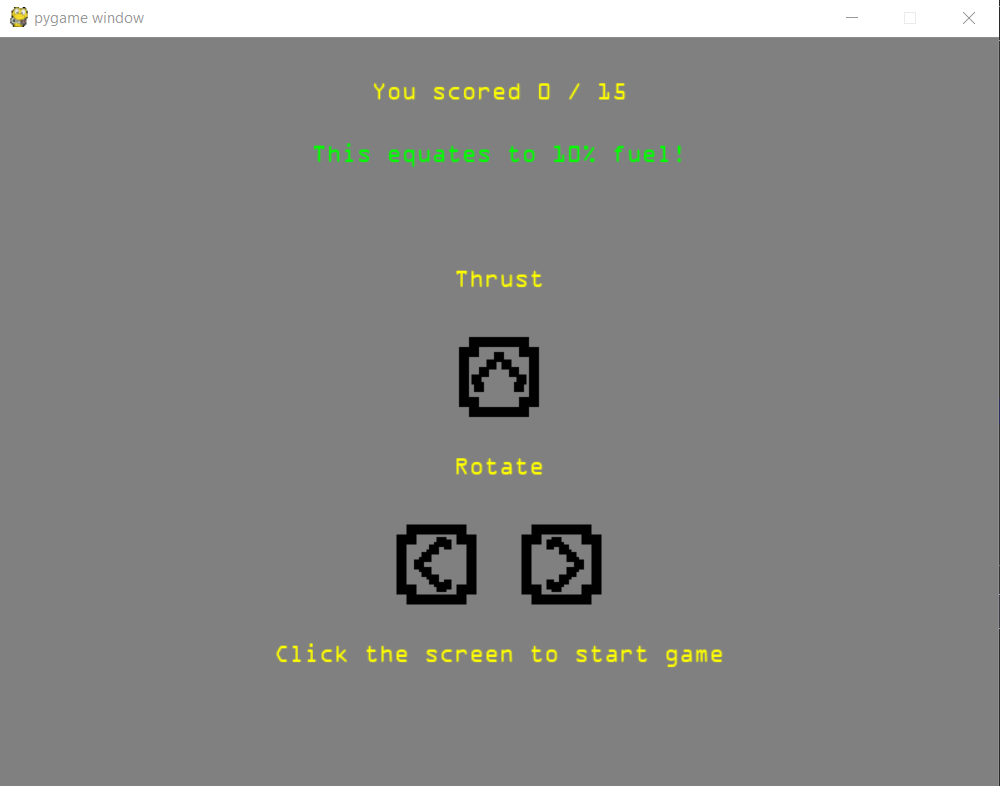 pygame window
You scored 0 / 15
This equates to 10% fuel!
Thrust
Rotate
Click the screen to start game